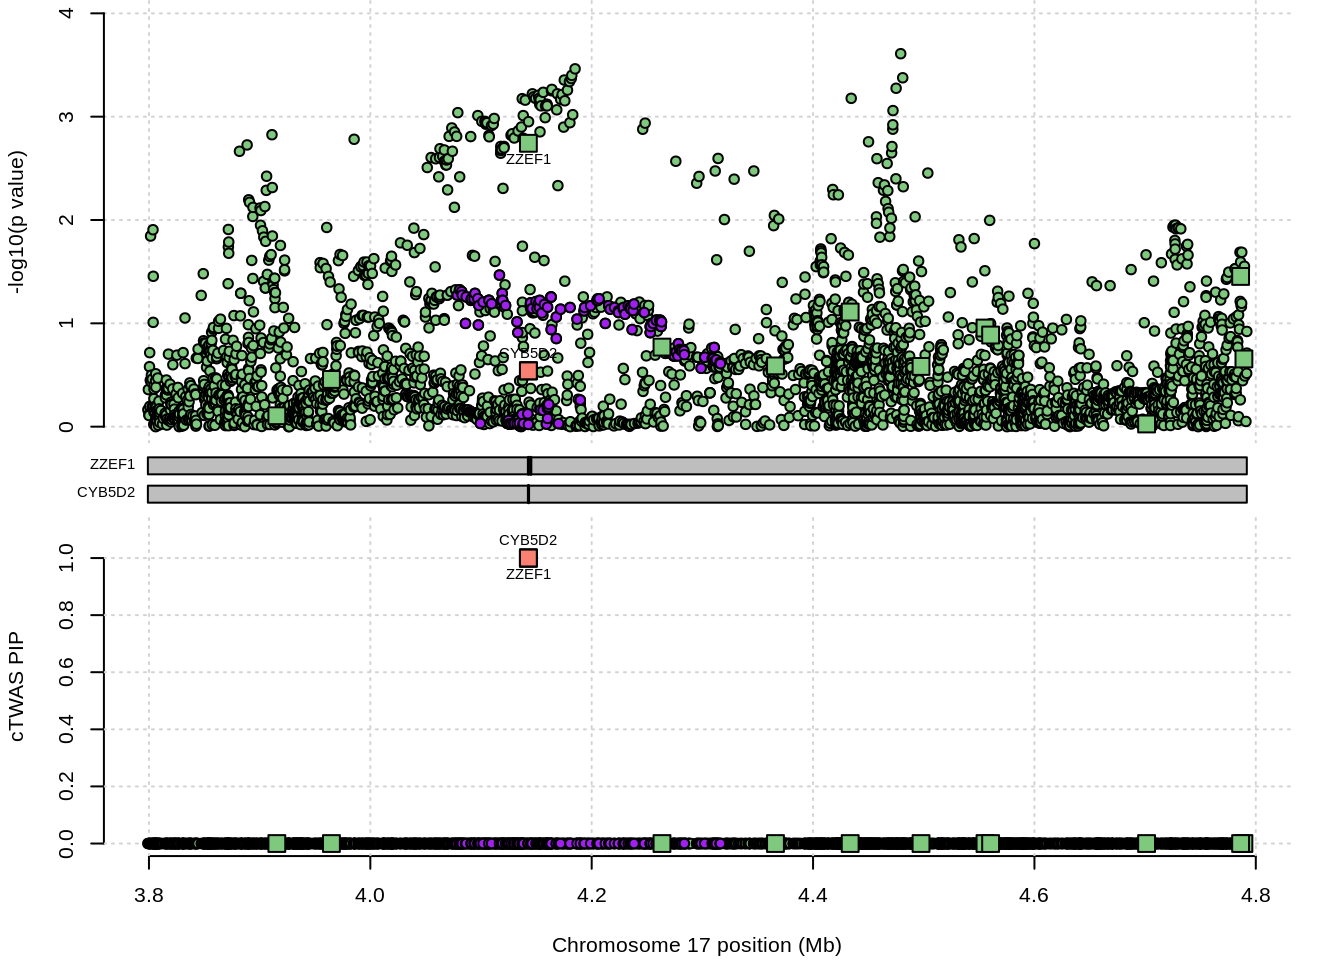 4
3
2
1
0
-log10(p value)
ZZEF1
CYB5D2
ZZEF1
CYB5D2
CYB5D2
ZZEF1
1.0
0.8
0.6
0.4
0.2
0.0
cTWAS PIP
3.8 4.0 4.2 4.4 4.6 4.8
Chromosome 17 position (Mb)